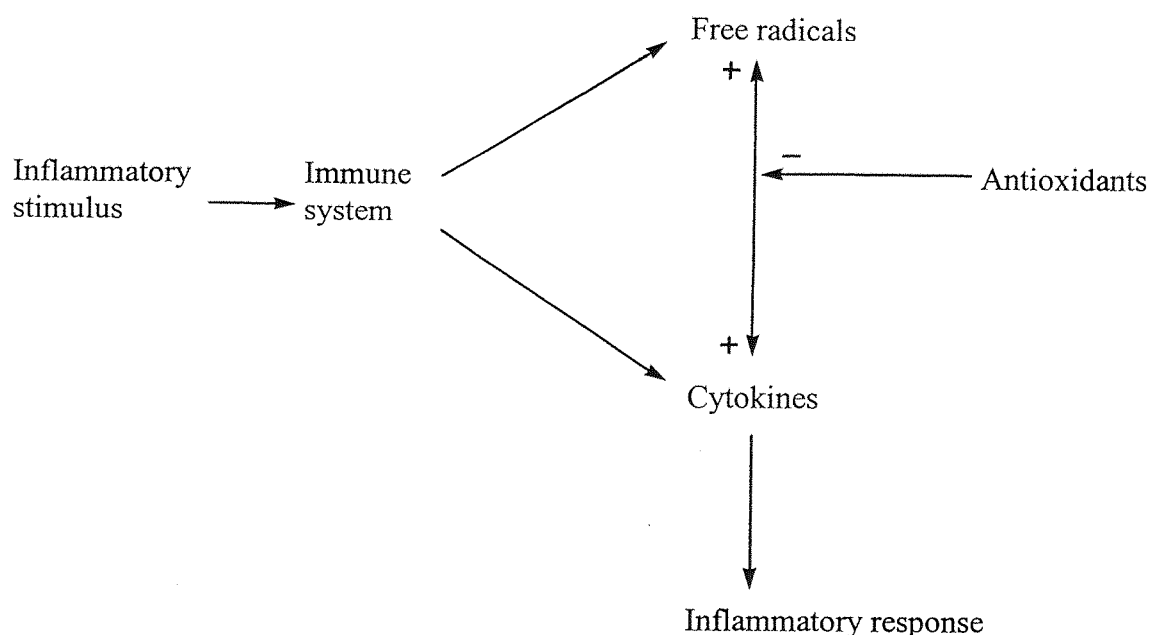 Free radicals
+
Inflammatory
stimulus
Immune
system
−
Antioxidants
+
Cytokines
Inflammatory response